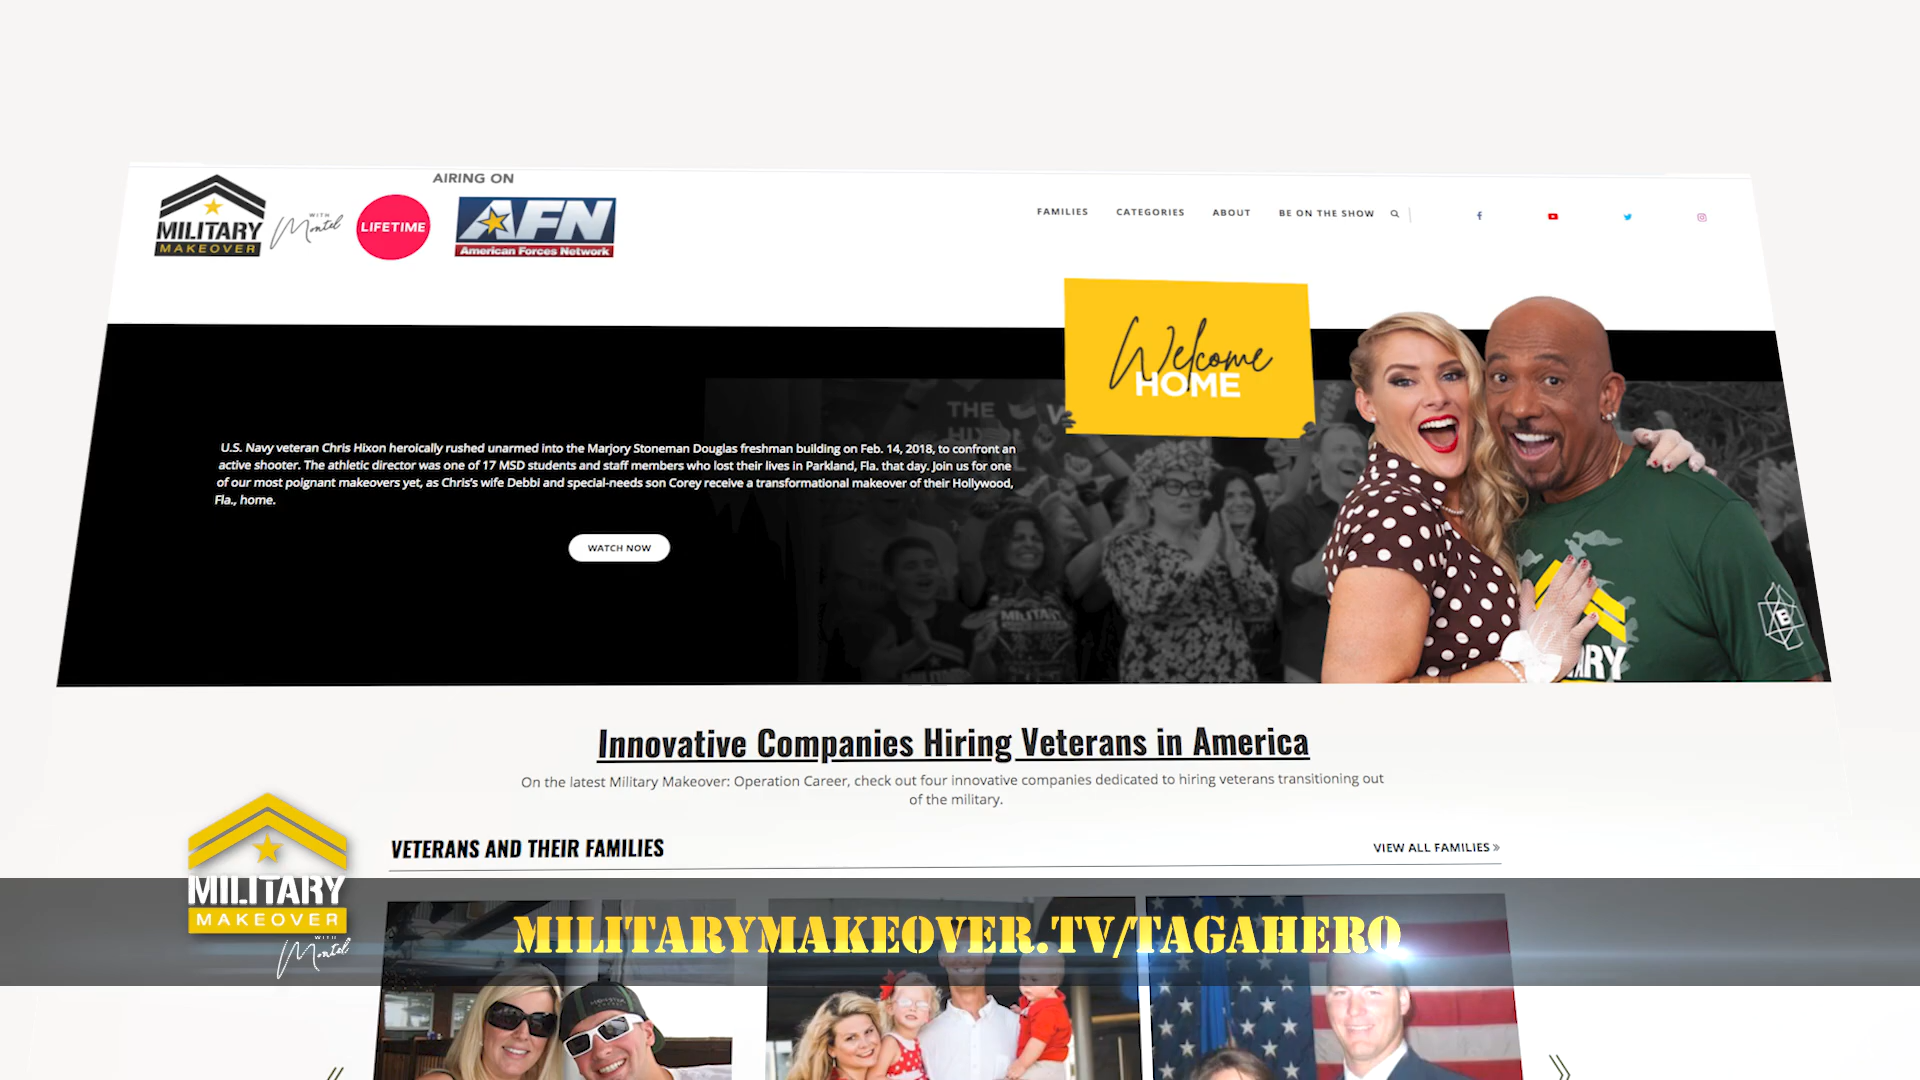 AIRING ON
MILITARY
MAKEOVER
WITH
Montel
LIFETIME
AFN
American Forces Network
FAMILIES
CATEGORIES
ABOUT
BE ON THE SHOW
Welcome
HOME
THE
U.S. Navy veteran Chris Hixon heroically rushed unarmed into the Marjory Stoneman Douglas freshman building on Feb. 14, 2018, to confront an
active shooter. The athletic director was one of 17 MSD students and staff members who lost their lives in Parkland, Fla. that day. Join us for one
of our most poignant makeovers yet, as Chris's wife Debbi and special-needs son Corey receive a transformational makeover of their Hollywood,
Fla., home.
WATCH NOW
MILITARY
Innovative Companies Hiring Veterans in America
On the latest Military Makeover: Operation Career, check out four innovative companies dedicated to hiring veterans transitioning out
of the military.
VETERANS AND THEIR FAMILIES
VIEW ALL FAMILIES »
MILITARY
MAKEOVER
WITH
Montel
MILITARYMAKEOVER.TV/TAGAHERO